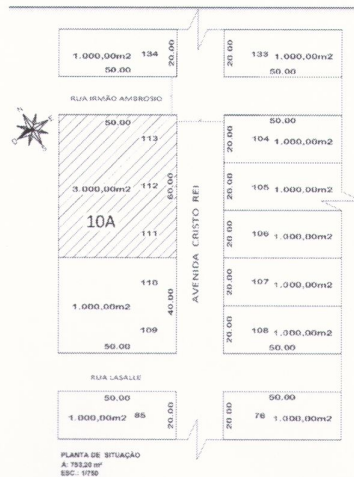 1.000,00m2 134 20.00
50.00
20.00 133 1.000,00m2
50.00
RUA IRMÃO AMBROSIO
50.00
113
3.000,00m2 112 60.00
10A 111
110
1.000,00m2 40.00
109
50.00
AVENIDA CRISTO REI
50.00
20.00 104 1.000,00m2
20.00 105 1.000,00m2
20.00 106 1.000,00m2
20.00 107 1.000,00m2
20.00 108 1.000,00m2
50.00
RUA LASALLE
50.00
1.000,00m2 85 20.00
50.00
20.00 76 1.000,00m2
PLANTA DE SITUAÇÃO
A: 753,20 m²
ESC.: 1/750